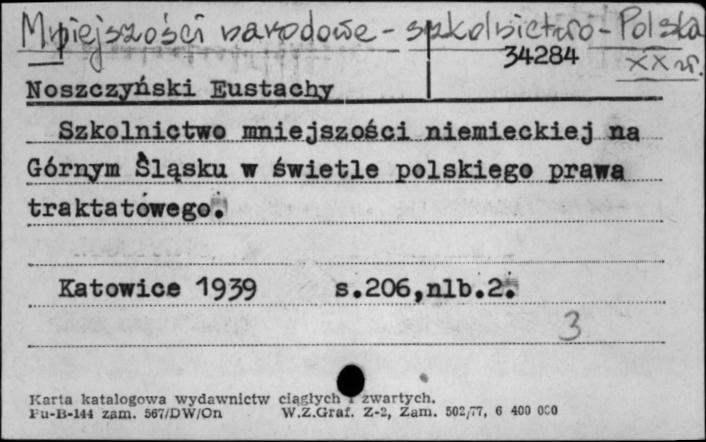 Mniejszości narodowe - szkolnictwo - Polska
34284
XX w.
Noszczyński Eustachy
Szkolnictwo mniejszości niemieckiej na
Górnym Śląsku w świetle polskiego prawa
traktatowego.
Katowice 1939 s.206,nlb.2.
3
Karta katalogowa wydawnictw ciągłych i zwartych.
Pu-B-144 zam. 567/DW/On W.Z.Graf. Z-2, Zam. 502/77, 6 400 000